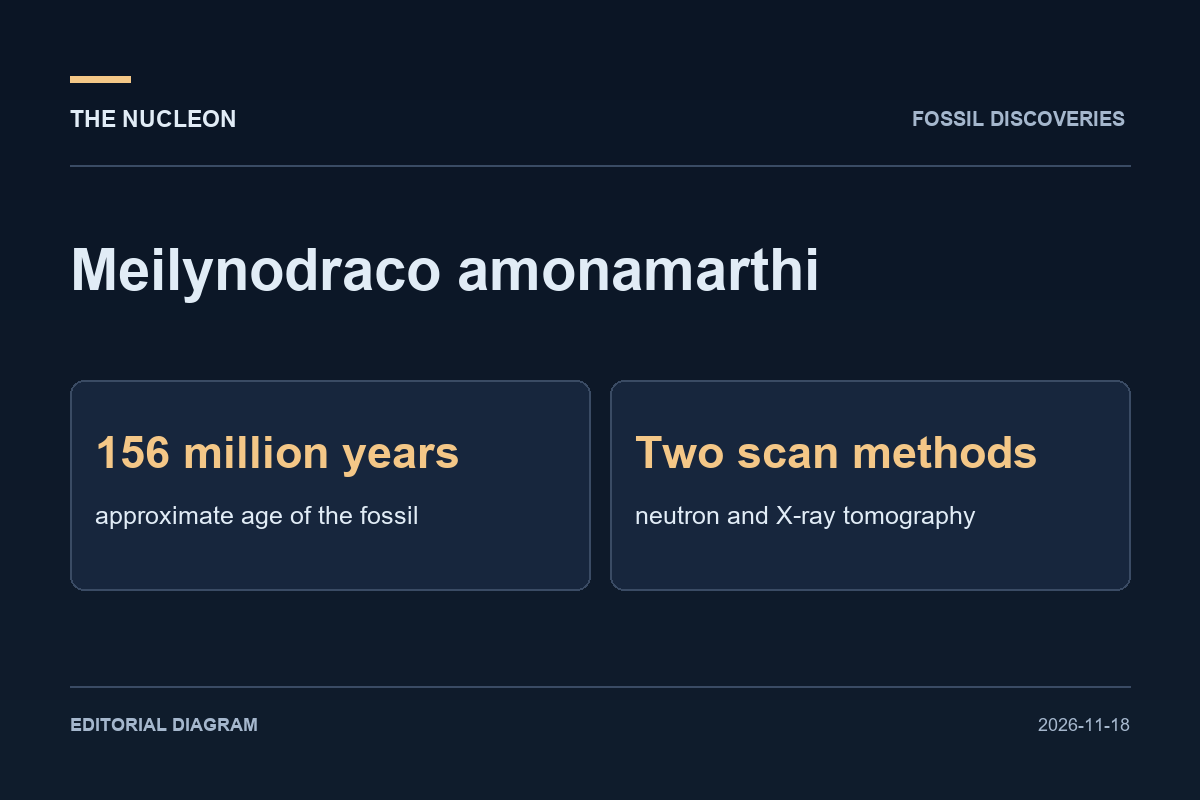 THE NUCLEON
FOSSIL DISCOVERIES
Meilynodraco amonamarthi
156 million years
approximate age of the fossil
Two scan methods
neutron and X-ray tomography
EDITORIAL DIAGRAM
2026-11-18